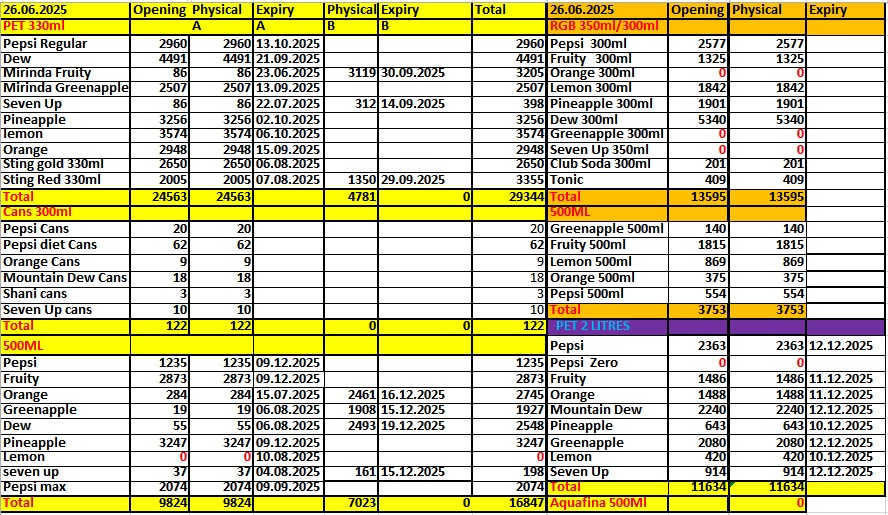 26.06.2025 Opening Physical Expiry Physical Expiry Total 26.06.2025 Opening Physical Expiry
PET 330ml A A B B RGB 350ml/300ml
Pepsi Regular 2960 2960 13.10.2025 2960 Pepsi 300ml 2577 2577
Dew 4491 4491 21.09.2025 4491 Fruity 300ml 1325 1325
Mirinda Fruity 86 86 23.06.2025 3119 30.09.2025 3205 Orange 300ml 0 0
Mirinda Greenapple 2507 2507 13.09.2025 2507 Lemon 300ml 1842 1842
Seven Up 86 86 22.07.2025 312 14.09.2025 398 Pineapple 300ml 1901 1901
Pineapple 3256 3256 02.10.2025 3256 Dew 300ml 5340 5340
lemon 3574 3574 06.10.2025 3574 Greenapple 300ml 0 0
Orange 2948 2948 15.09.2025 2948 Seven Up 350ml 0 0
Sting gold 330ml 2650 2650 06.08.2025 2650 Club Soda 300ml 201 201
Sting Red 330ml 2005 2005 07.08.2025 1350 29.09.2025 3355 Tonic 409 409
Total 24563 24563 4781 0 29344 Total 13595 13595
Cans 300ml 500ML
Pepsi Cans 20 20 20 Greenapple 500ml 140 140
Pepsi diet Cans 62 62 62 Fruity 500ml 1815 1815
Orange Cans 9 9 9 Lemon 500ml 869 869
Mountain Dew Cans 18 18 18 Orange 500ml 375 375
Shani cans 3 3 3 Pepsi 500ml 554 554
Seven Up cans 10 10 10 Total 3753 3753
Total 122 122 0 0 122 PET 2 LITRES
500ML Pepsi 2363 2363 12.12.2025
Pepsi 1235 1235 09.12.2025 1235 Pepsi Zero 0 0
Fruity 2873 2873 09.12.2025 2873 Fruity 1486 1486 11.12.2025
Orange 284 284 15.07.2025 2461 16.12.2025 2745 Orange 1488 1488 11.12.2025
Greenapple 19 19 06.08.2025 1908 15.12.2025 1927 Mountain Dew 2240 2240 12.12.2025
Dew 55 55 06.08.2025 2493 19.12.2025 2548 Pineapple 643 643 10.12.2025
Pineapple 3247 3247 09.12.2025 3247 Greenapple 2080 2080 12.12.2025
Lemon 0 0 10.08.2025 0 Lemon 420 420 10.12.2025
seven up 37 37 04.08.2025 161 15.12.2025 198 Seven Up 914 914 12.12.2025
Pepsi max 2074 2074 09.09.2025 2074 Total 11634 11634
Total 9824 9824 7023 0 16847 Aquafina 500Ml 0